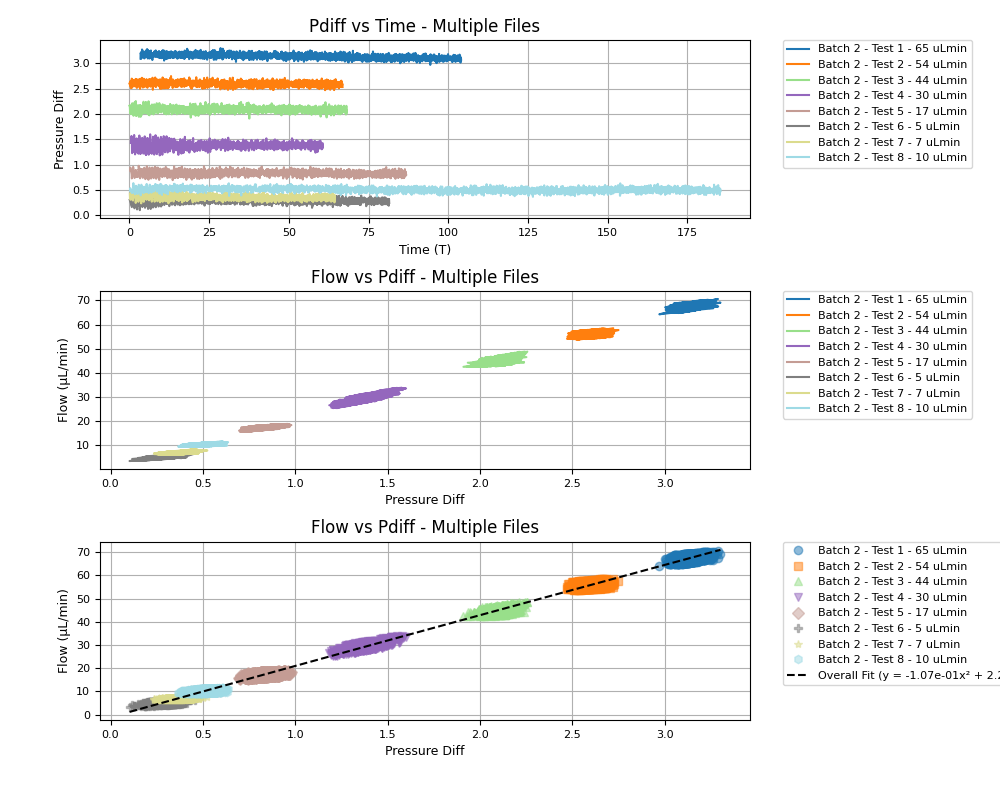 Pdiff vs Time - Multiple Files
Pressure Diff
3.0
2.5
2.0
1.5
1.0
0.5
0.0
0 25 50 75 100 125 150 175
Time (T)
Batch 2 - Test 1 - 65 uLmin
Batch 2 - Test 2 - 54 uLmin
Batch 2 - Test 3 - 44 uLmin
Batch 2 - Test 4 - 30 uLmin
Batch 2 - Test 5 - 17 uLmin
Batch 2 - Test 6 - 5 uLmin
Batch 2 - Test 7 - 7 uLmin
Batch 2 - Test 8 - 10 uLmin
Flow vs Pdiff - Multiple Files
Flow (µL/min)
70
60
50
40
30
20
10
0.0 0.5 1.0 1.5 2.0 2.5 3.0
Pressure Diff
Batch 2 - Test 1 - 65 uLmin
Batch 2 - Test 2 - 54 uLmin
Batch 2 - Test 3 - 44 uLmin
Batch 2 - Test 4 - 30 uLmin
Batch 2 - Test 5 - 17 uLmin
Batch 2 - Test 6 - 5 uLmin
Batch 2 - Test 7 - 7 uLmin
Batch 2 - Test 8 - 10 uLmin
Flow vs Pdiff - Multiple Files
Flow (µL/min)
70
60
50
40
30
20
10
0
0.0 0.5 1.0 1.5 2.0 2.5 3.0
Pressure Diff
Batch 2 - Test 1 - 65 uLmin
Batch 2 - Test 2 - 54 uLmin
Batch 2 - Test 3 - 44 uLmin
Batch 2 - Test 4 - 30 uLmin
Batch 2 - Test 5 - 17 uLmin
Batch 2 - Test 6 - 5 uLmin
Batch 2 - Test 7 - 7 uLmin
Batch 2 - Test 8 - 10 uLmin
Overall Fit (y = -1.07e-01x² + 2.2